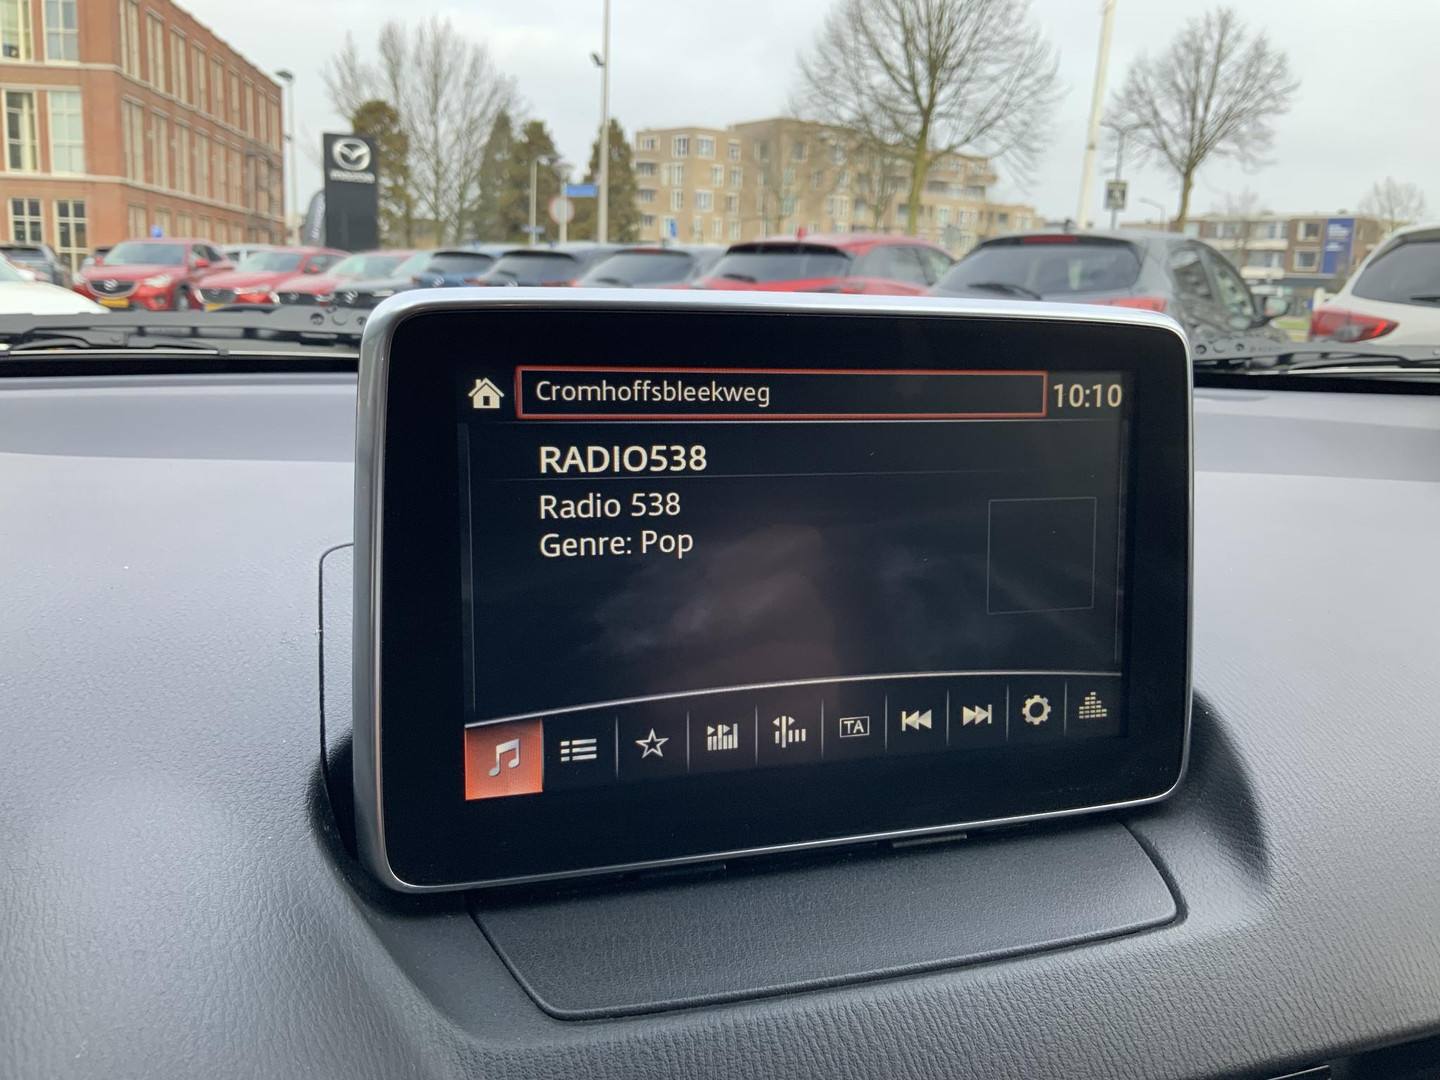 Cromhoffsbleekweg
10:10
RADIO538
Radio 538
Genre: Pop
TA